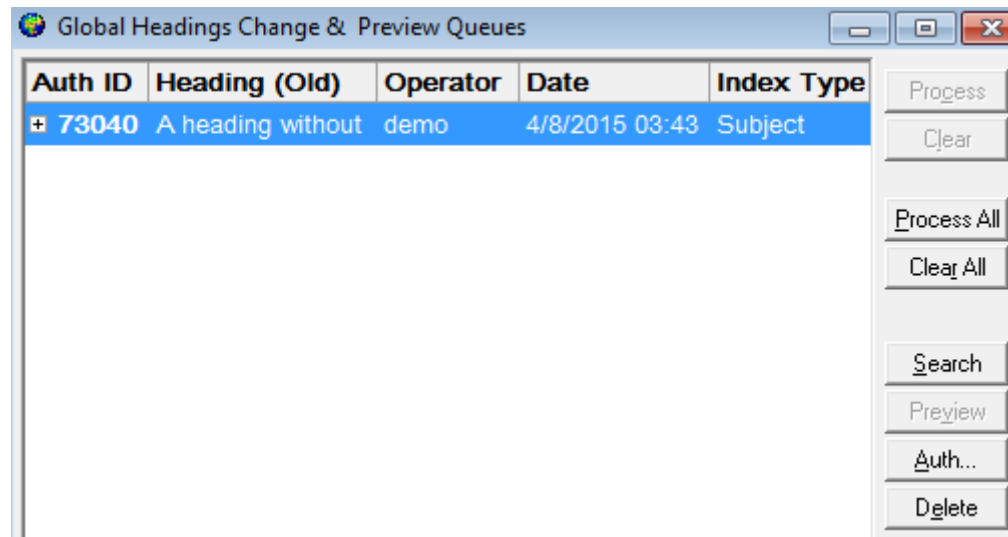 Global Headings Change & Preview Queues
Auth ID Heading (Old) Operator Date Index Type
73040 A heading without demo 4/8/2015 03:43 Subject
Process
Clear
Process All
Clear All
Search
Preview
Auth...
Delete